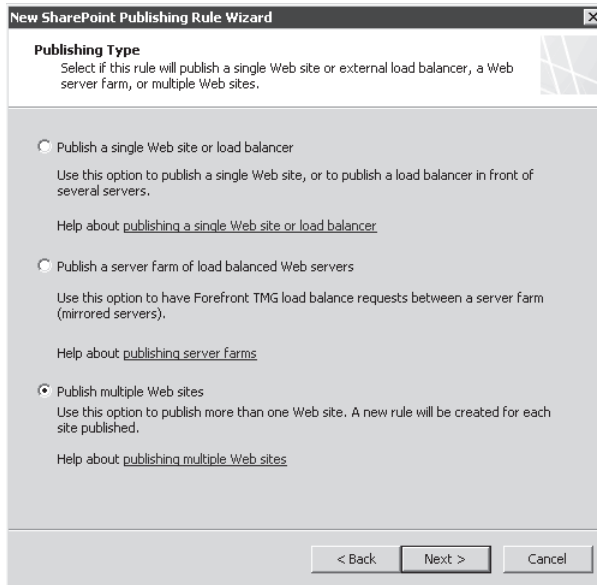 New SharePoint Publishing Rule Wizard
Publishing Type
Select if this rule will publish a single Web site or external load balancer, a Web
server farm, or multiple Web sites.
Publish a single Web site or load balancer
Use this option to publish a single Web site, or to publish a load balancer in front of
several servers.
Help about publishing a single Web site or load balancer
Publish a server farm of load balanced Web servers
Use this option to have Forefront TMG load balance requests between a server farm
(mirrored servers).
Help about publishing server farms
Publish multiple Web sites
Use this option to publish more than one Web site. A new rule will be created for each
site published.
Help about publishing multiple Web sites
< Back Next > Cancel